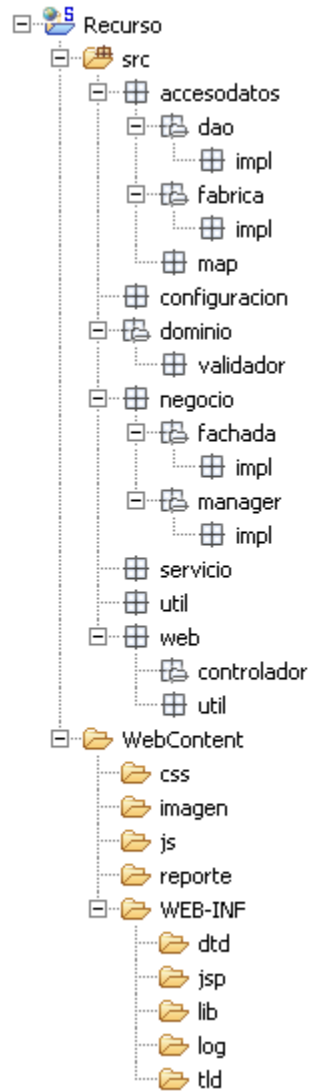 Recurso
src
accesodatos
dao
impl
fabrica
impl
map
configuracion
dominio
validador
negocio
fachada
impl
manager
impl
servicio
util
web
controlador
util
WebContent
css
imagen
js
reporte
WEB-INF
dtd
jsp
lib
log
tld